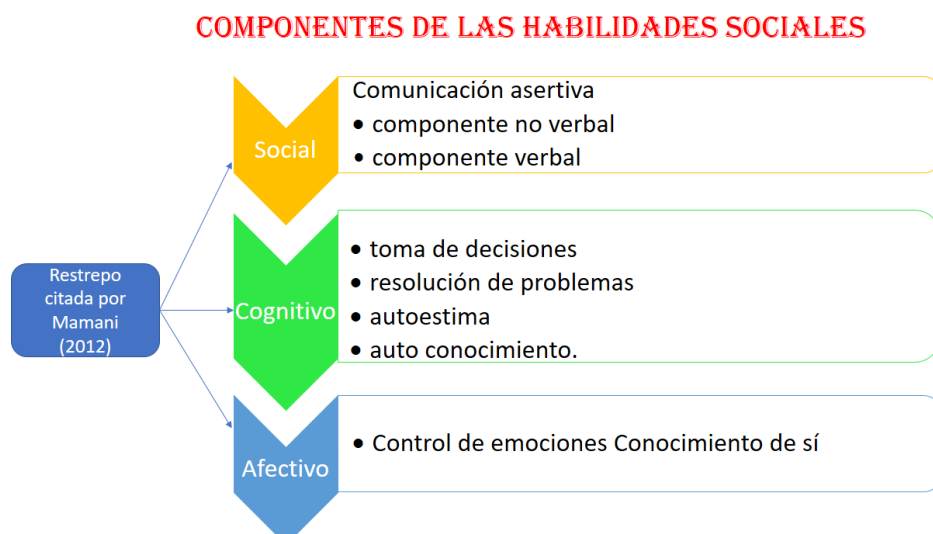 COMPONENTES DE LAS HABILIDADES SOCIALES
Restrepo
citada por
Mamani
(2012)
Social
Comunicación asertiva
• componente no verbal
• componente verbal
Cognitivo
• toma de decisiones
• resolución de problemas
• autoestima
• auto conocimiento.
Afectivo
• Control de emociones Conocimiento de sí